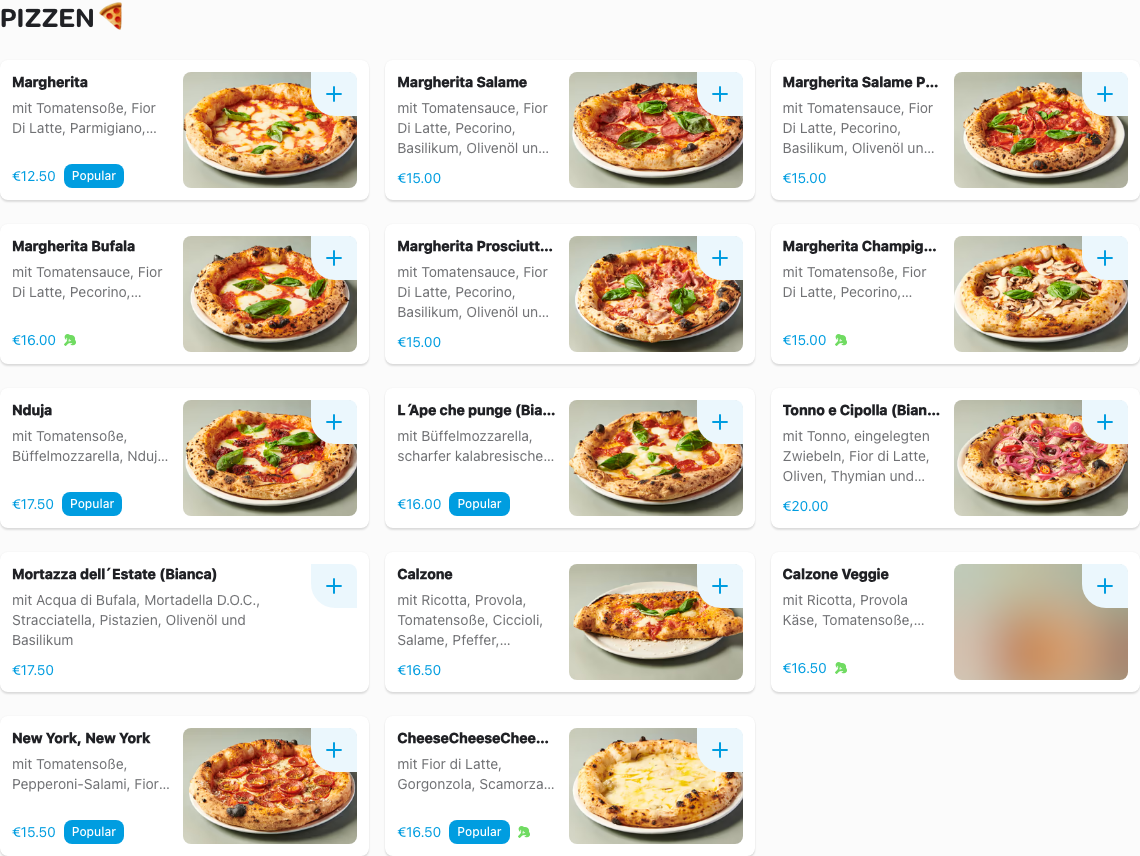 PIZZEN
Margherita
mit Tomatensoße, Fior
Di Latte, Parmigiano,...
€12.50 Popular
Margherita Salame
mit Tomatensauce, Fior
Di Latte, Pecorino,
Basilikum, Olivenöl un...
€15.00
Margherita Salame P...
mit Tomatensauce, Fior
Di Latte, Pecorino,
Basilikum, Olivenöl un...
€15.00
Margherita Bufala
mit Tomatensauce, Fior
Di Latte, Pecorino,...
€16.00
Margherita Prosciutt...
mit Tomatensauce, Fior
Di Latte, Pecorino,
Basilikum, Olivenöl un...
€15.00
Margherita Champig...
mit Tomatensoße, Fior
Di Latte, Pecorino,...
€15.00
Nduja
mit Tomatensoße,
Büffelmozzarella, Nduj...
€17.50 Popular
L´Ape che punge (Bia...
mit Büffelmozzarella,
scharfer kalabresische...
€16.00 Popular
Tonno e Cipolla (Bian...
mit Tonno, eingelegten
Zwiebeln, Fior di Latte,
Oliven, Thymian und...
€20.00
Mortazza dell´Estate (Bianca)
mit Acqua di Bufala, Mortadella D.O.C.,
Stracciatella, Pistazien, Olivenöl und
Basilikum
€17.50
Calzone
mit Ricotta, Provola,
Tomatensoße, Ciccioli,
Salame, Pfeffer,...
€16.50
Calzone Veggie
mit Ricotta, Provola
Käse, Tomatensoße,...
€16.50
New York, New York
mit Tomatensoße,
Pepperoni-Salami, Fior...
€15.50 Popular
CheeseCheeseChee...
mit Fior di Latte,
Gorgonzola, Scamorza...
€16.50 Popular